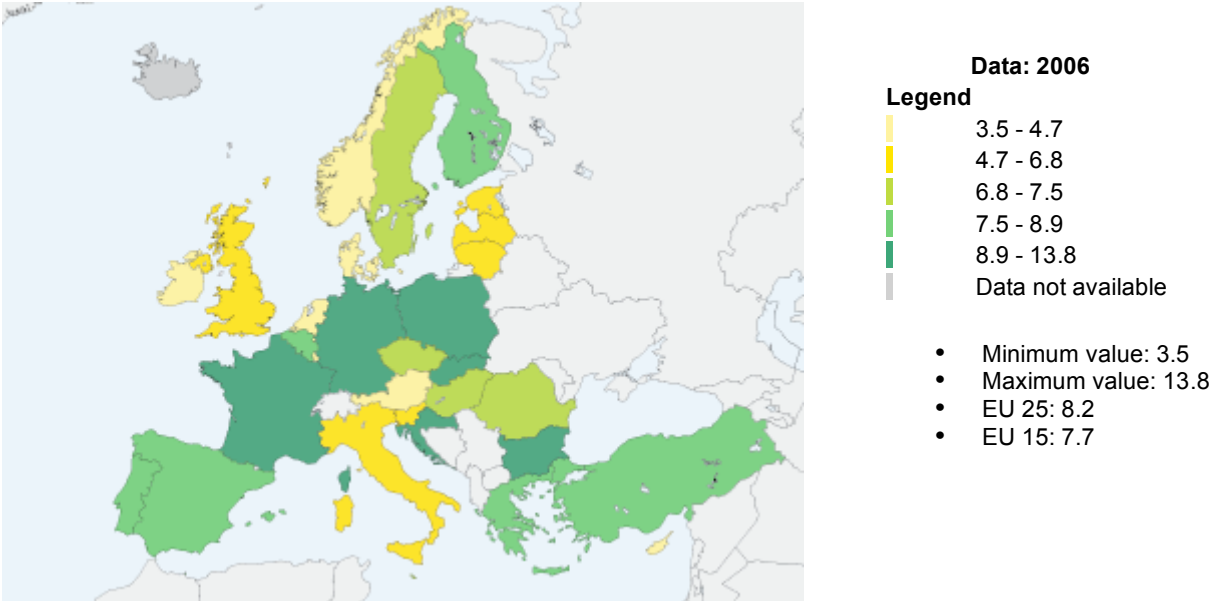 Data: 2006
Legend
3.5 - 4.7
4.7 - 6.8
6.8 - 7.5
7.5 - 8.9
8.9 - 13.8
Data not available
• Minimum value: 3.5
• Maximum value: 13.8
• EU 25: 8.2
• EU 15: 7.7